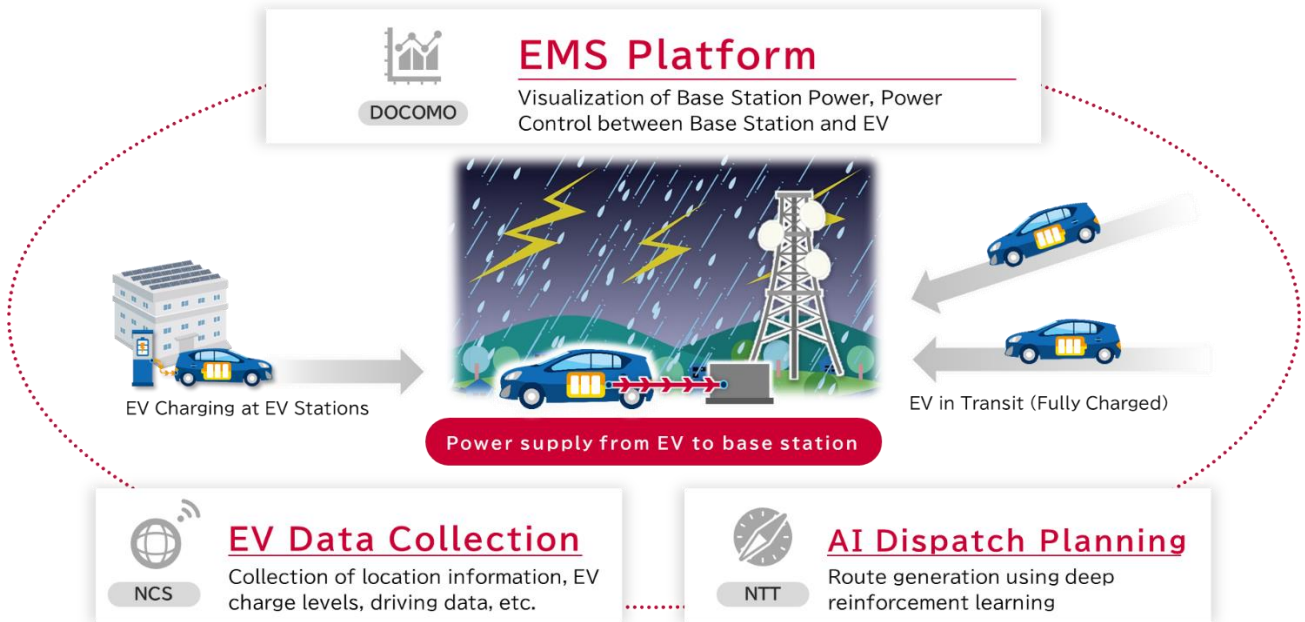 EMS Platform
DOCOMO
Visualization of Base Station Power, Power
Control between Base Station and EV
EV Charging at EV Stations
EV in Transit (Fully Charged)
Power supply from EV to base station
EV Data Collection
NCS
Collection of location information, EV
charge levels, driving data, etc.
AI Dispatch Planning
NTT
Route generation using deep
reinforcement learning